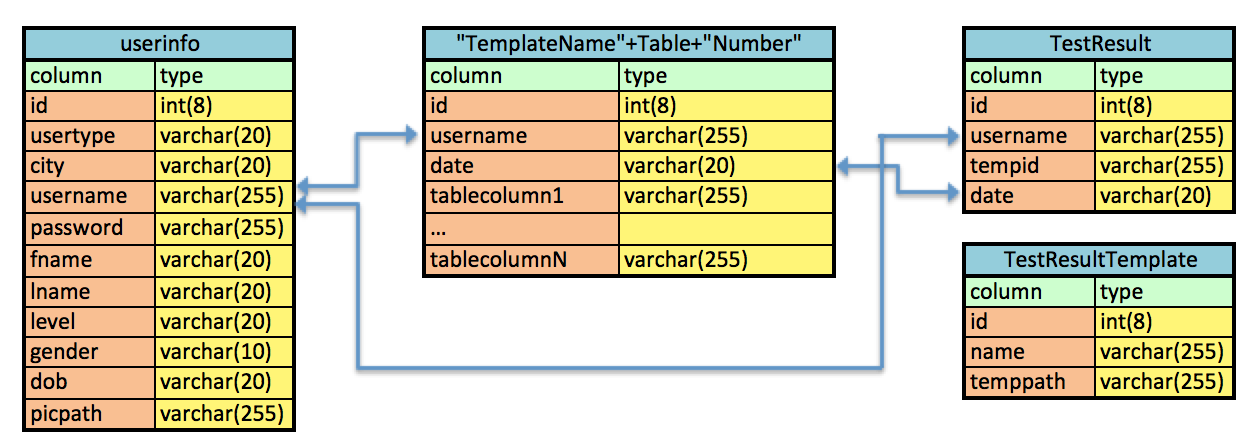 userinfo
column type
id int(8)
usertype varchar(20)
city varchar(20)
username varchar(255)
password varchar(255)
fname varchar(20)
lname varchar(20)
level varchar(20)
gender varchar(10)
dob varchar(20)
picpath varchar(255)
"TemplateName"+Table+"Number"
column type
id int(8)
username varchar(255)
date varchar(20)
tablecolumn1 varchar(255)
...
tablecolumnN varchar(255)
TestResult
column type
id int(8)
username varchar(255)
tempid varchar(255)
date varchar(20)
TestResultTemplate
column type
id int(8)
name varchar(255)
temppath varchar(255)